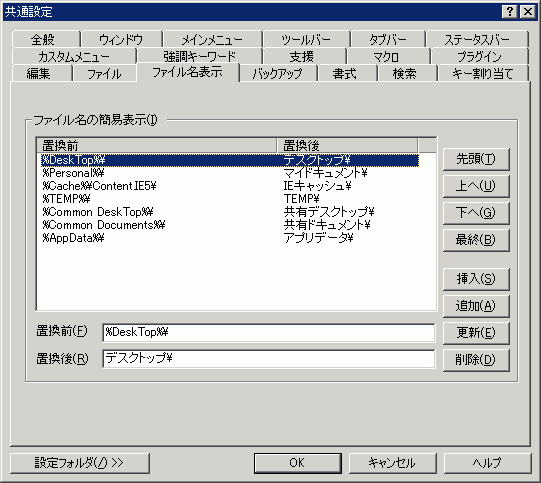 共通設定
全般 ウィンドウ メインメニュー ツールバー タブバー ステータスバー
カスタムメニュー 強調キーワード 支援 マクロ プラグイン
編集 ファイル ファイル名表示 バックアップ 書式 検索 キー割り当て
ファイル名の簡易表示(I)
置換前 置換後
%DeskTop%¥ デスクトップ¥
%Personal%¥ マイドキュメント¥
%Cache%¥Content.IE5¥ IEキャッシュ¥
%TEMP%¥ TEMP¥
%Common DeskTop%¥ 共有デスクトップ¥
%Common Documents%¥ 共有ドキュメント¥
%AppData%¥ アプリデータ¥
先頭(T)
上へ(U)
下へ(G)
最終(B)
挿入(S)
追加(A)
置換前(F) %DeskTop%¥ 更新(E)
置換後(R) デスクトップ¥ 削除(D)
設定フォルダ(/) >> OK キャンセル ヘルプ